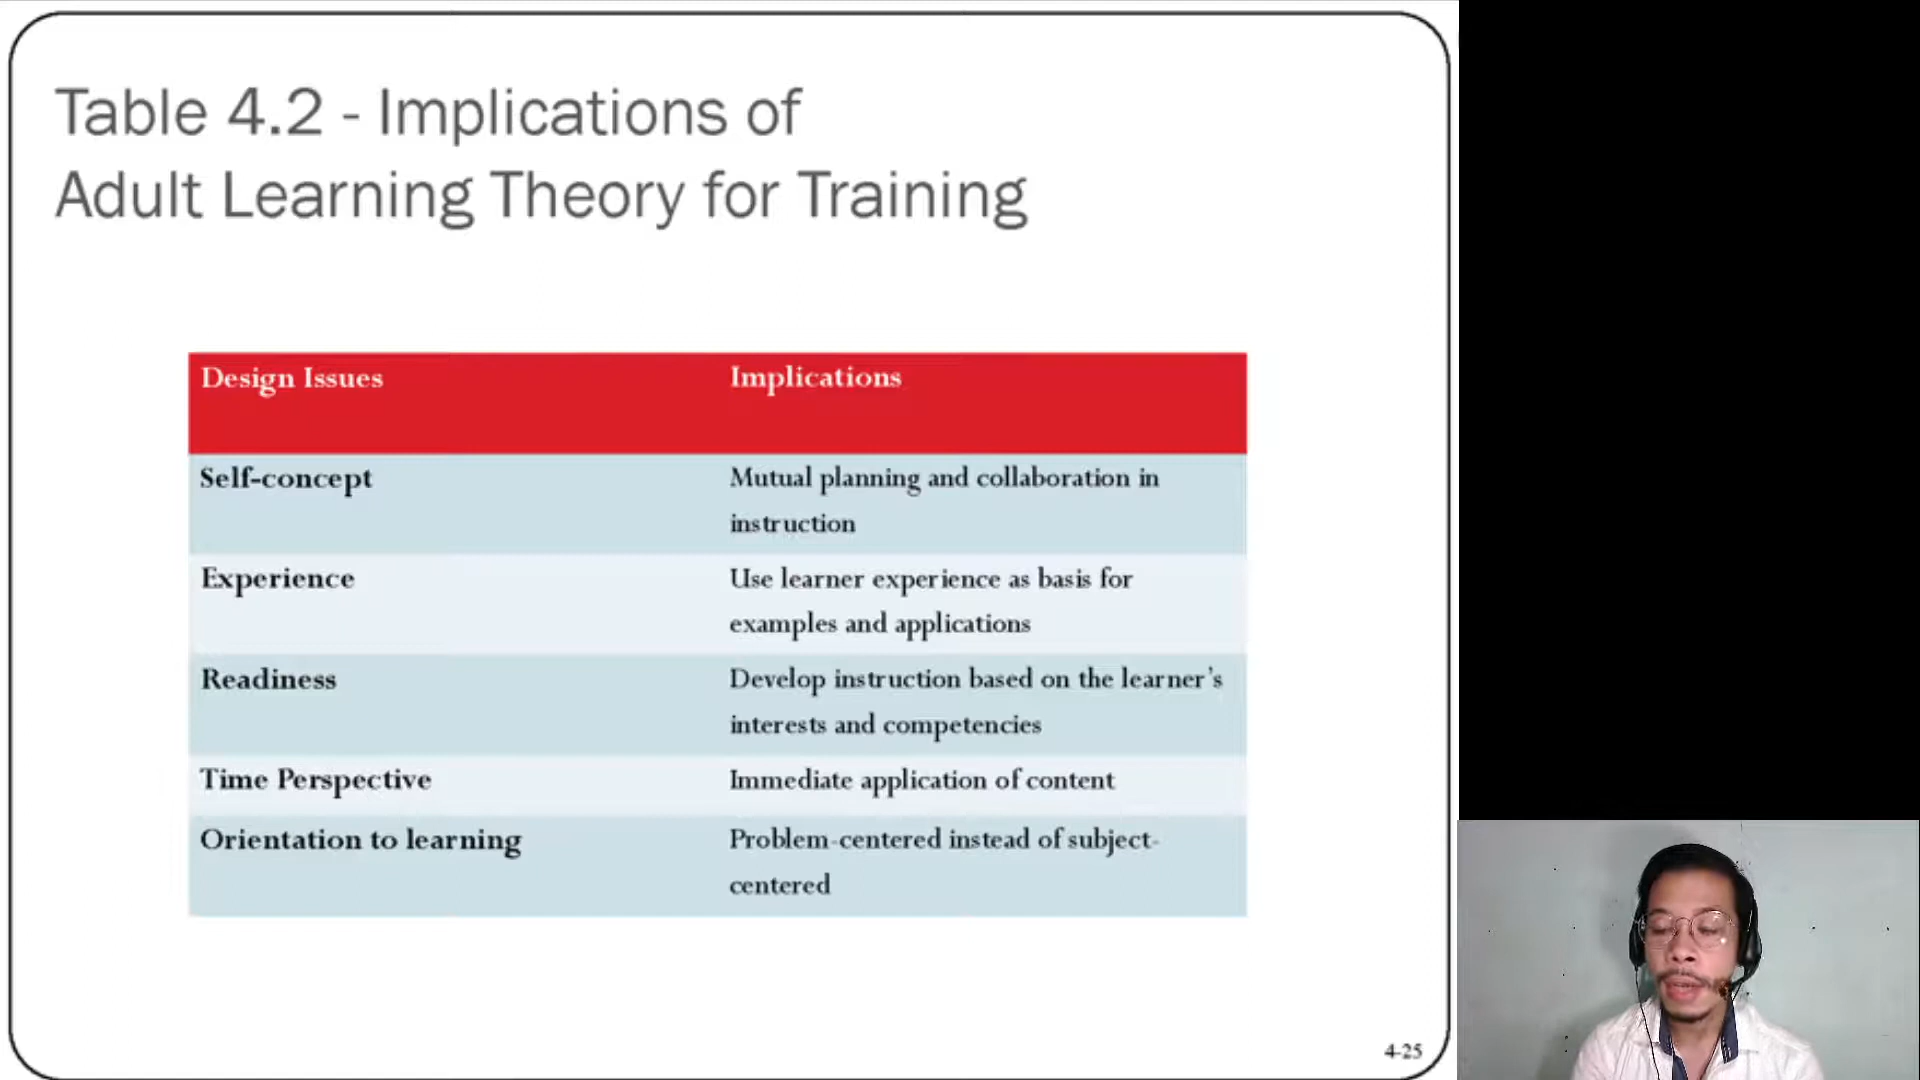 Table 4.2 - Implications of
Adult Learning Theory for Training
Design Issues
Implications
Self-concept
Mutual planning and collaboration in
instruction
Experience
Use learner experience as basis for
examples and applications
Readiness
Develop instruction based on the learner’s
interests and competencies
Time Perspective
Immediate application of content
Orientation to learning
Problem-centered instead of subject-
centered
4-25